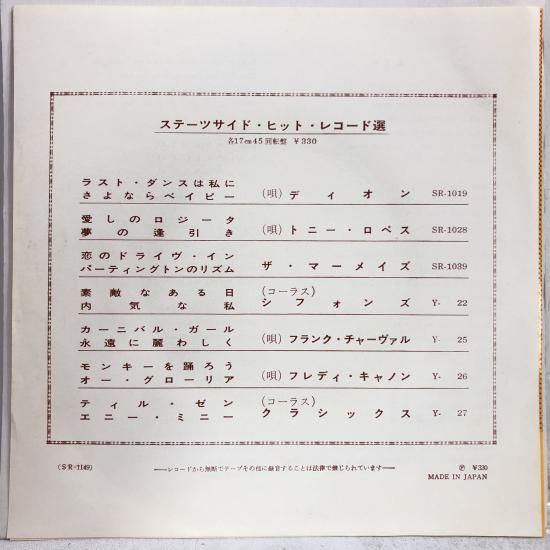 ステーツサイド・ヒット・レコード選
各17cm45回転盤 ¥330
ラスト・ダンスは私に
さよならベイビー (唄) ディオン SR-1019
愛しのロジータ
夢の逢引き (唄) トニー・ロペス SR-1028
恋のドライヴ・イン
バーティングトンのリズム ザ・マーメイズ SR-1039
素敵なある日 (コーラス)
内気な私 シフォンズ Y- 22
カーニバル・ガール
永遠に麗わしく (唄) フランク・チャーヴァル Y- 25
モンキーを踊ろう
オー・グローリア (唄) フレディ・キャノン Y- 26
ティル・ゼン (コーラス)
エニー・ミニー クラシックス Y- 27
(SR-1149) ──レコードから無断でテープその他に録音することは法律で禁じられています── Ⓟ ¥330
MADE IN JAPAN